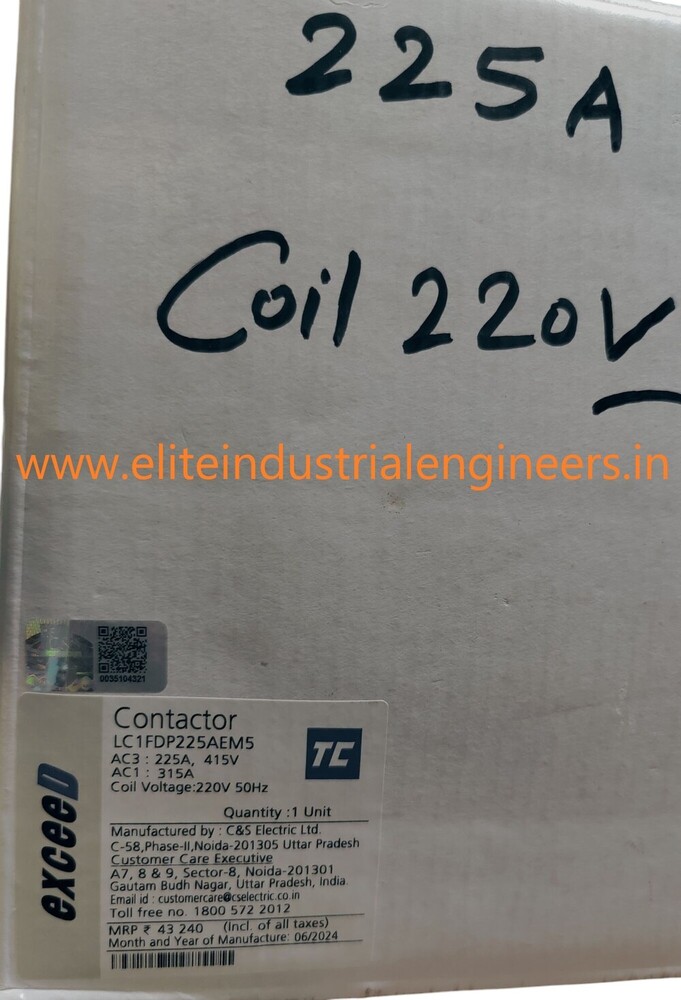 225A
Coil 220V
www.eliteindustrialengineers.in
0035104321
exceeD
Contactor
LC1FDP225AEM5
TC
AC3 : 225A, 415V
AC1 : 315A
Coil Voltage:220V 50Hz
Quantity :1 Unit
Manufactured by : C&S Electric Ltd.
C-58,Phase-II,Noida-201305 Uttar Pradesh
Customer Care Executive
A7, 8 & 9, Sector-8, Noida-201301
Gautam Budh Nagar, Uttar Pradesh, India.
Email id : customercare@cselectric.co.in
Toll free no. 1800 572 2012
MRP ₹ 43 240 (Incl. of all taxes)
Month and Year of Manufacture: 06/2024